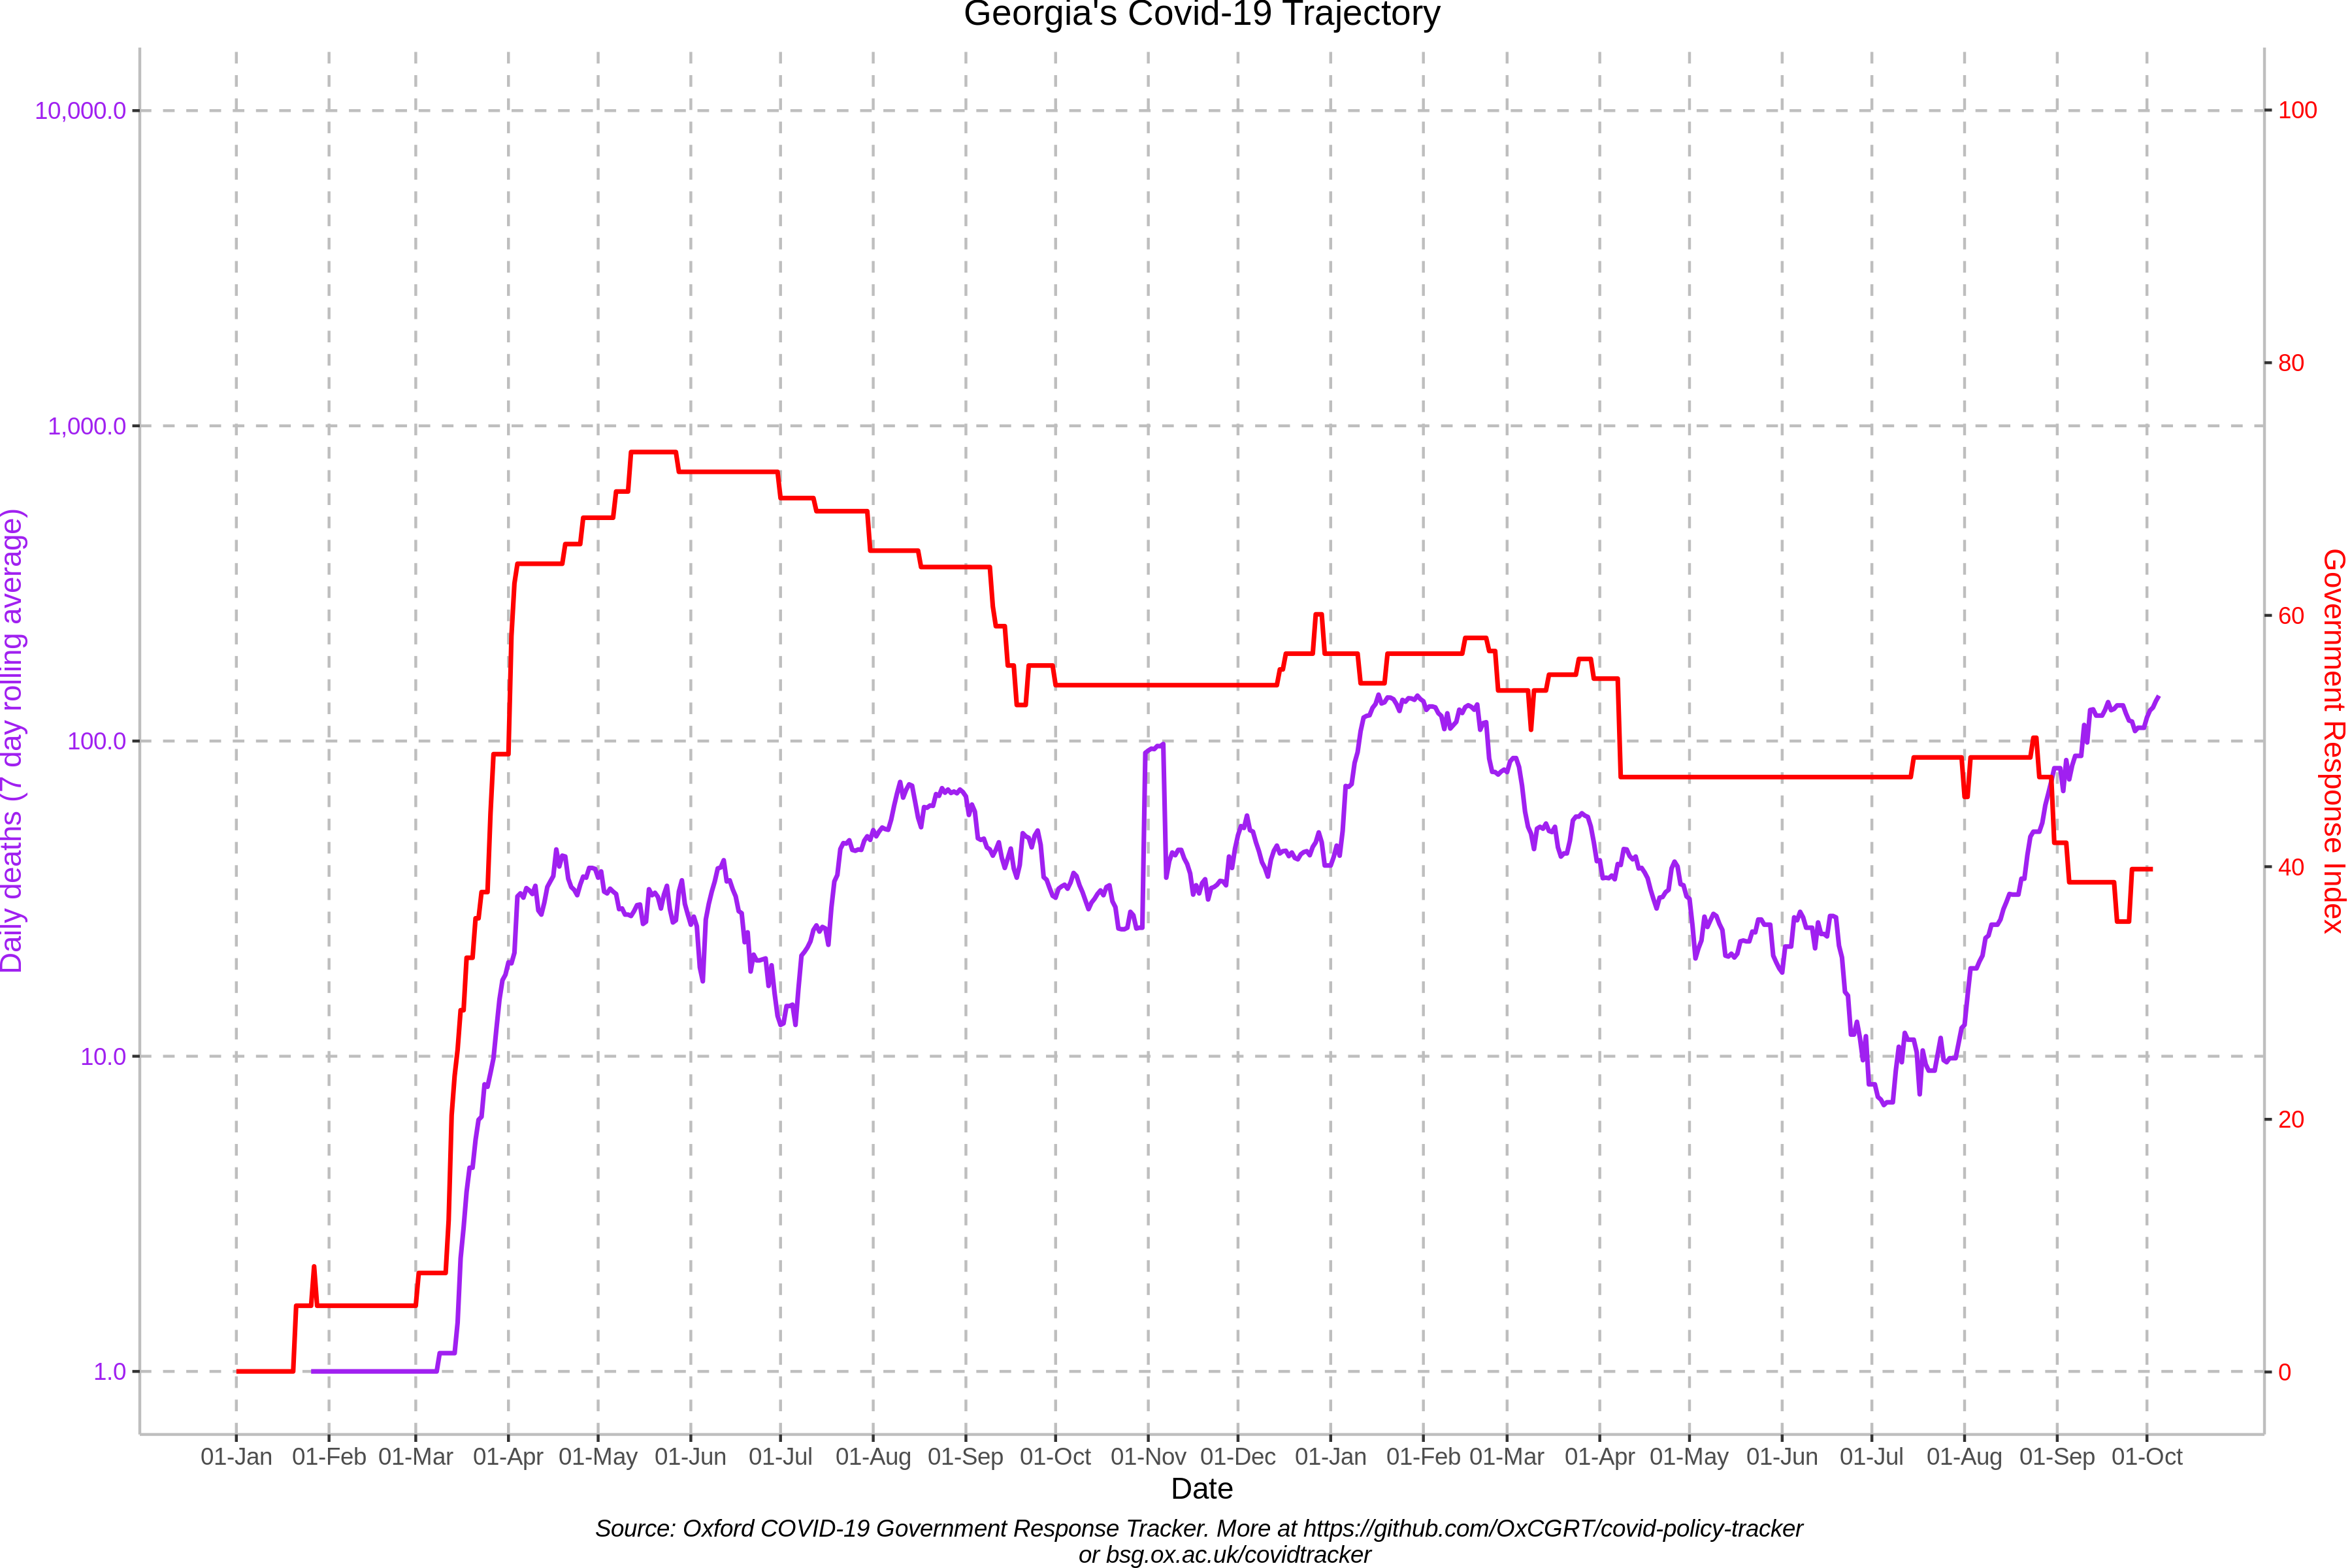 Georgia's Covid-19 Trajectory
10,000.0
1,000.0
100.0
10.0
1.0
Daily deaths (7 day rolling average)
100
80
60
40
20
0
Government Response Index
01-Jan 01-Feb 01-Mar 01-Apr 01-May 01-Jun 01-Jul 01-Aug 01-Sep 01-Oct 01-Nov 01-Dec 01-Jan 01-Feb 01-Mar 01-Apr 01-May 01-Jun 01-Jul 01-Aug 01-Sep 01-Oct
Date
Source: Oxford COVID-19 Government Response Tracker. More at https://github.com/OxCGRT/covid-policy-tracker
or bsg.ox.ac.uk/covidtracker